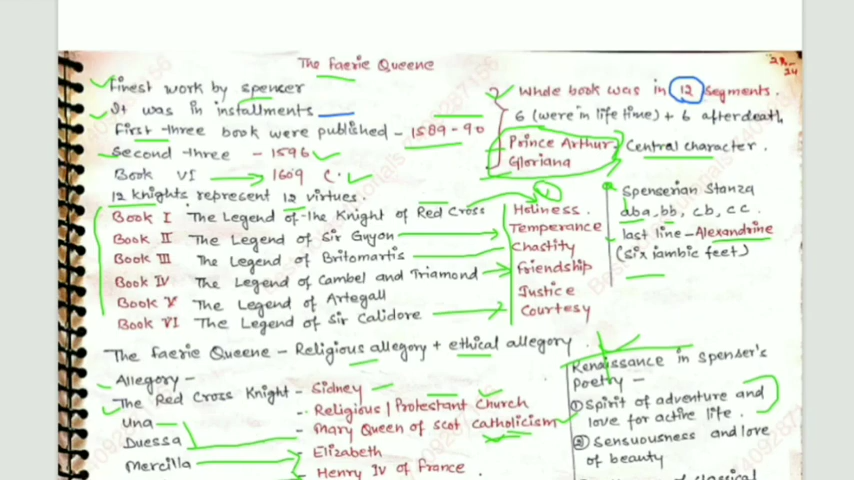 The Faerie Queene
27-
24
Finest work by spencer
It was in installments
First three book were published - 1589-90
Second three - 1596
Book VI → 1609 C.
12 knights represent 12 virtues.
Book I The Legend of the Knight of Red Cross
Book II The Legend of Sir Guyon
Book III The Legend of Britomartis
Book IV The Legend of Cambel and Triamond
Book V The Legend of Artegall
Book VI The Legend of Sir Calidore
Holiness.
Temperance
Chastity
Friendship
Justice
Courtesy
Whole book was in 12 segments.
6 (were in life time) + 6 after death
Prince Arthur
Gloriana
Central character.
Spenserian Stanza
aba, bb, cb, cc.
last line - Alexandrine
(six iambic feet)
The Faerie Queene - Religious allegory + ethical allegory
Allegory -
The Red Cross Knight - Sidney
Una - Religious / Protestant Church
Duessa - Mary Queen of scot catholicism
Mercilla Elizabeth
Henry IV of France.
Renaissance in Spenser's
Poetry -
① Spirit of adventure and
love for active life.
② Sensuousness and love
of beauty
of classical